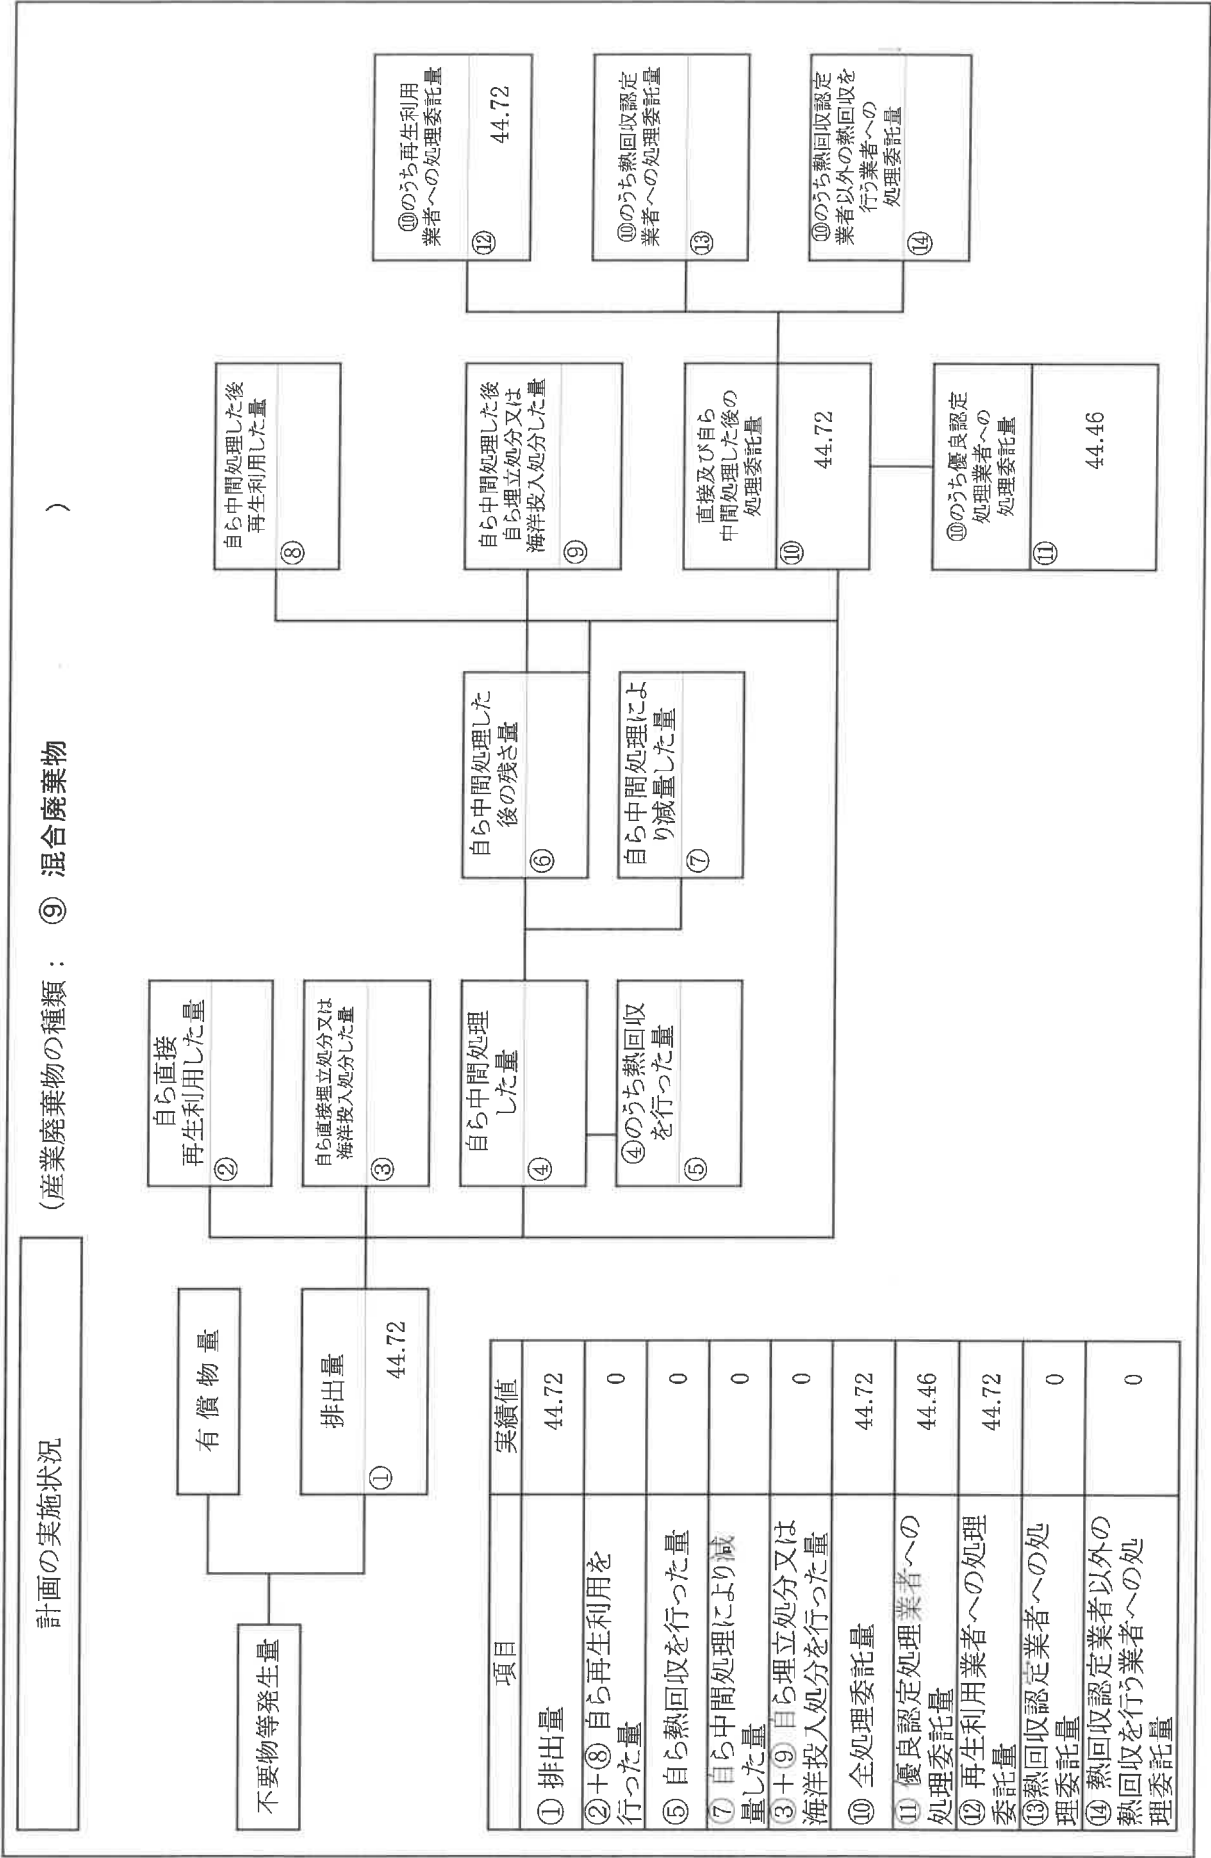 計画の実施状況
(産業廃棄物の種類： ⑨ 混合廃棄物 )
不要物等発生量
有 償 物 量
排出量
① 44.72
自ら直接
再生利用した量
②
自ら直接埋立処分又は
海洋投入処分した量
③
自ら中間処理
した量
④
④のうち熱回収
を行った量
⑤
自ら中間処理した
後の残さ量
⑥
自ら中間処理によ
り減量した量
⑦
自ら中間処理した後
再生利用した量
⑧
自ら中間処理した後
自ら埋立処分又は
海洋投入処分した量
⑨
直接及び自ら
中間処理した後の
処理委託量
⑩ 44.72
⑩のうち優良認定
処理業者への
処理委託量
⑪ 44.46
⑩のうち再生利用
業者への処理委託量
⑫ 44.72
⑩のうち熱回収認定
業者への処理委託量
⑬
⑩のうち熱回収認定
業者以外の熱回収を
行う業者への
処理委託量
⑭
項目 実績値
① 排出量 44.72
②＋⑧ 自ら再生利用を
行った量 0
⑤ 自ら熱回収を行った量 0
⑦ 自ら中間処理により減
量した量 0
③＋⑨ 自ら埋立処分又は
海洋投入処分を行った量 0
⑩ 全処理委託量 44.72
⑪ 優良認定処理業者への
処理委託量 44.46
⑫ 再生利用業者への処理
委託量 44.72
⑬熱回収認定業者への処
理委託量 0
⑭ 熱回収認定業者以外の
熱回収を行う業者への処
理委託量 0